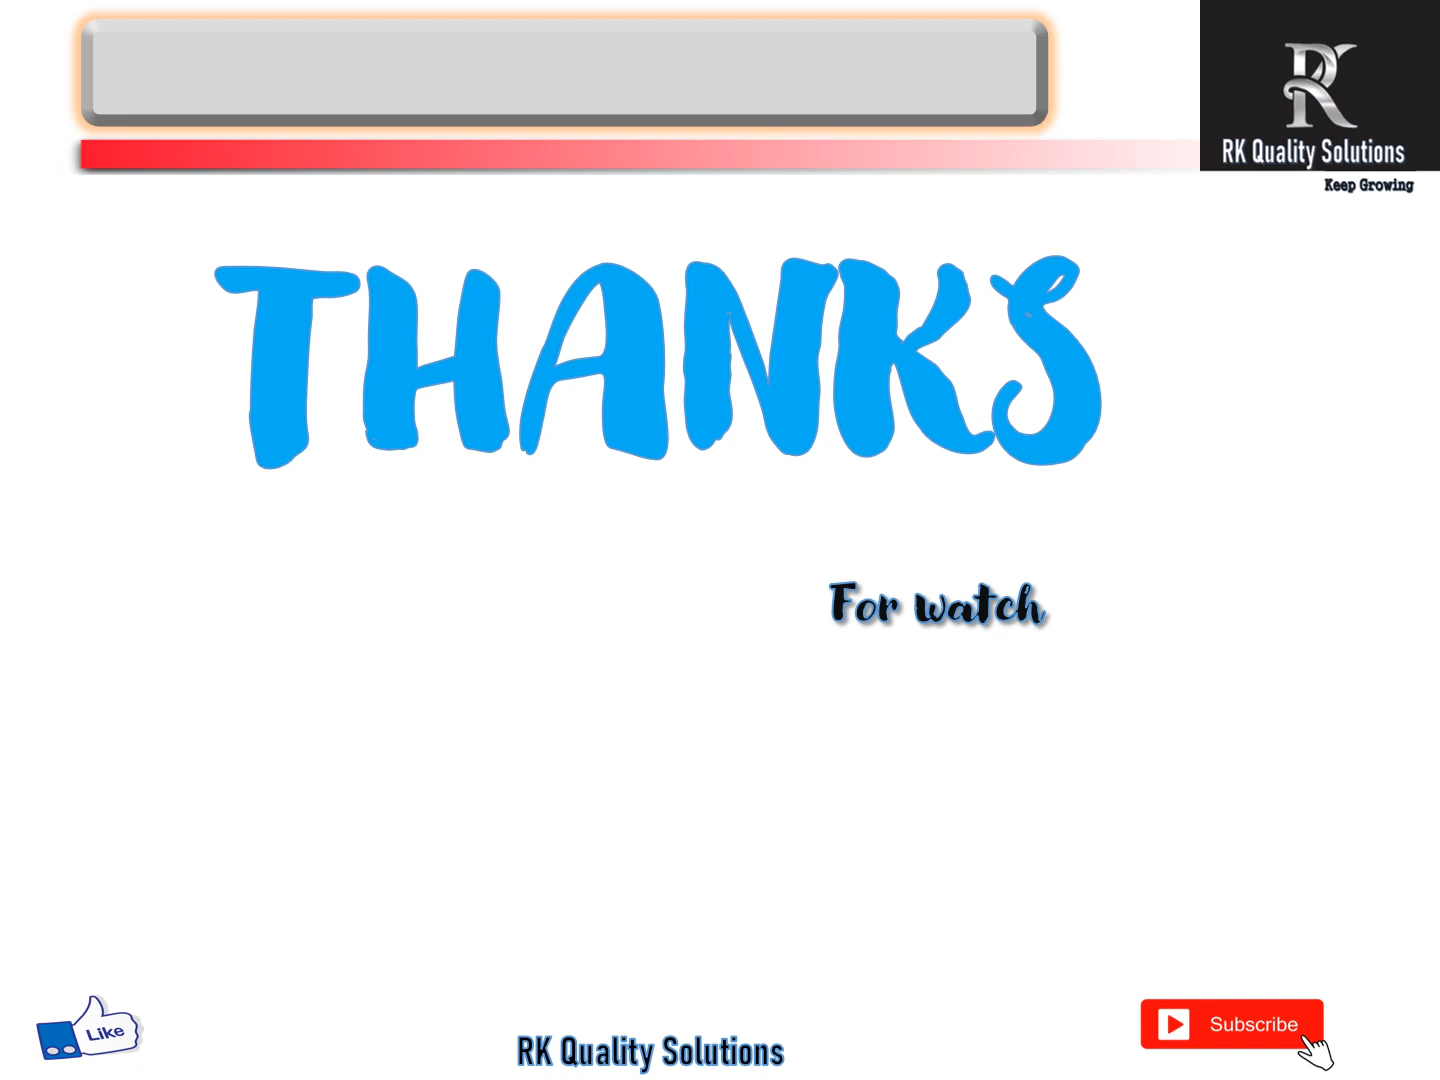 RK Quality Solutions
Keep Growing
THANKS
For watch
Like
RK Quality Solutions
Subscribe